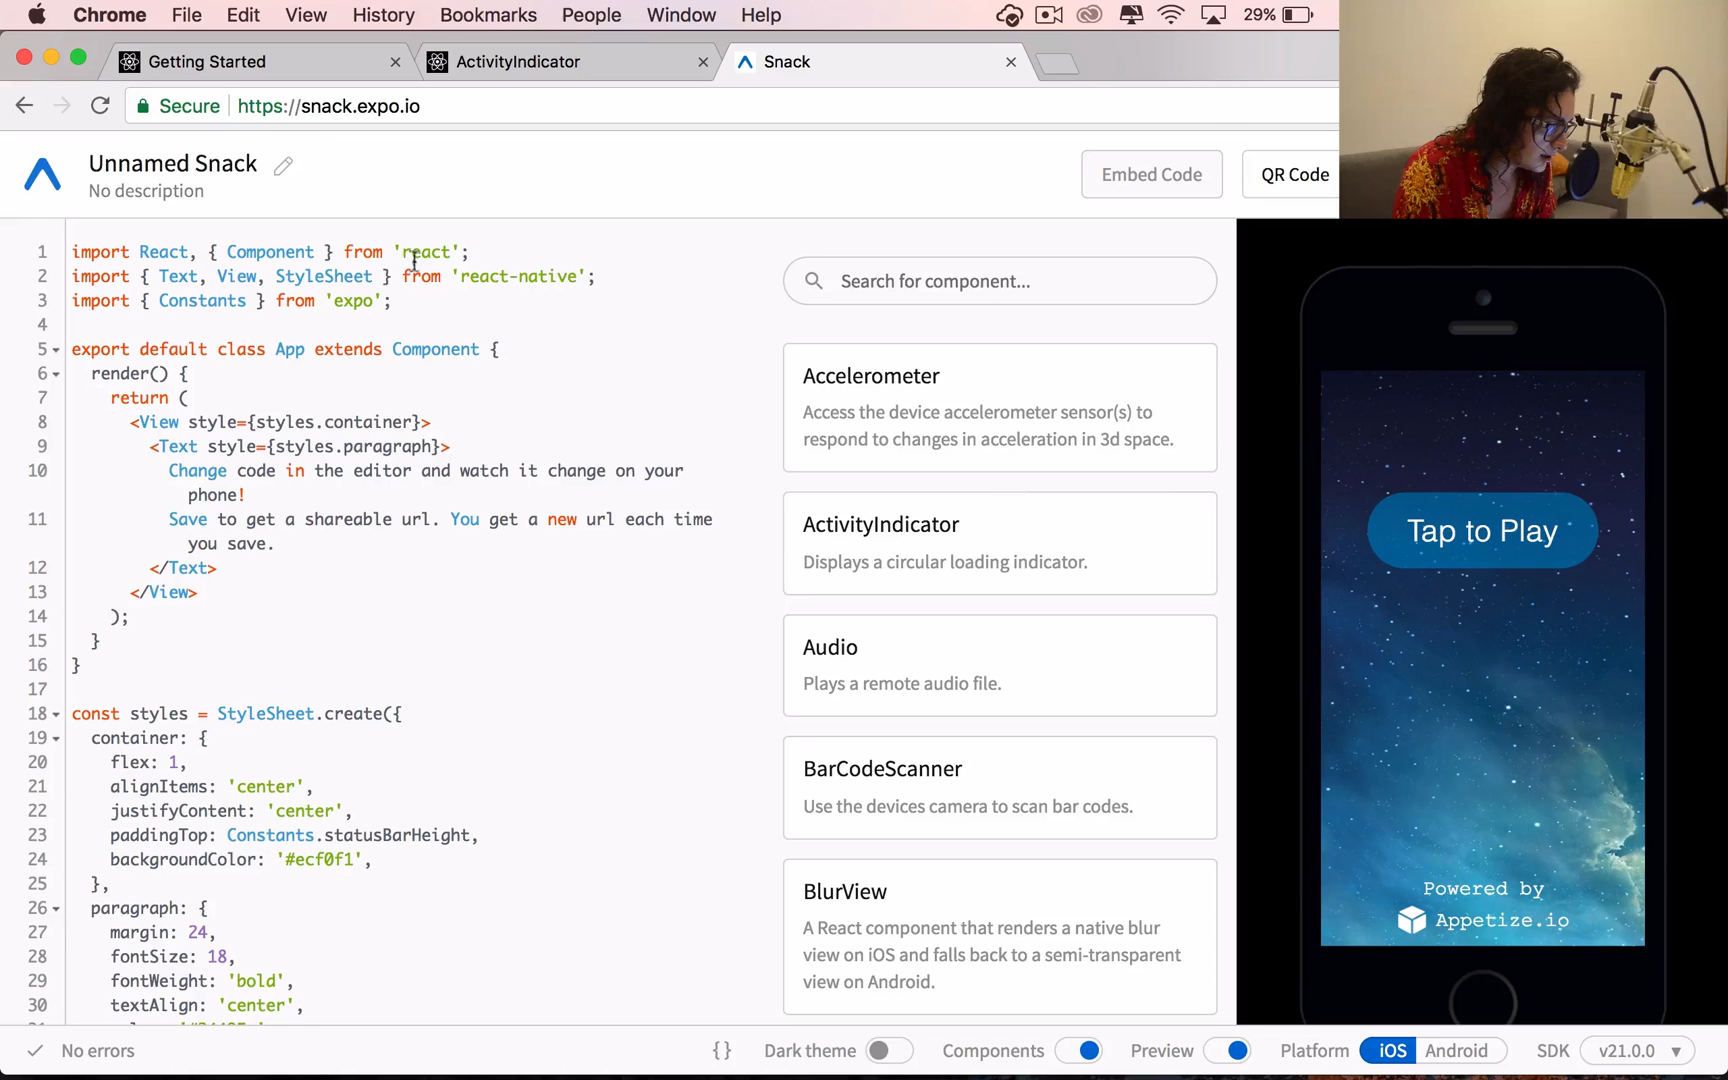 Chrome File Edit View History Bookmarks People Window Help 29%
Getting Started
ActivityIndicator
Snack
Secure https://snack.expo.io
Unnamed Snack
No description
Embed Code
QR Code
1 import React, { Component } from 'react';
2 import { Text, View, StyleSheet } from 'react-native';
3 import { Constants } from 'expo';
4
5 export default class App extends Component {
6 render() {
7 return (
8 <View style={styles.container}>
9 <Text style={styles.paragraph}>
10 Change code in the editor and watch it change on your
phone!
11 Save to get a shareable url. You get a new url each time
you save.
12 </Text>
13 </View>
14 );
15 }
16 }
17
18 const styles = StyleSheet.create({
19 container: {
20 flex: 1,
21 alignItems: 'center',
22 justifyContent: 'center',
23 paddingTop: Constants.statusBarHeight,
24 backgroundColor: '#ecf0f1',
25 },
26 paragraph: {
27 margin: 24,
28 fontSize: 18,
29 fontWeight: 'bold',
30 textAlign: 'center',
Search for component...
Accelerometer
Access the device accelerometer sensor(s) to
respond to changes in acceleration in 3d space.
ActivityIndicator
Displays a circular loading indicator.
Audio
Plays a remote audio file.
BarCodeScanner
Use the devices camera to scan bar codes.
BlurView
A React component that renders a native blur
view on iOS and falls back to a semi-transparent
view on Android.
Tap to Play
Powered by
Appetize.io
No errors {} Dark theme Components Preview Platform iOS Android SDK v21.0.0